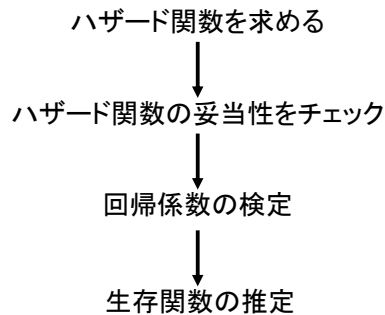 ハザード関数を求める
ハザード関数の妥当性をチェック
回帰係数の検定
生存関数の推定